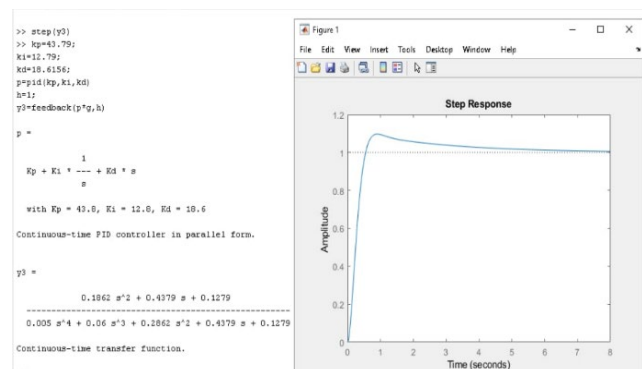 >> step(y3)
>> kp=43.79;
ki=12.79;
kd=18.6156;
p=pid(kp,ki,kd)
h=1;
y3=feedback(p*g,h)
p =
1
Kp + Ki * --- + Kd * s
s
with Kp = 43.8, Ki = 12.8, Kd = 18.6
Continuous-time PID controller in parallel form.
y3 =
0.1862 s^2 + 0.4379 s + 0.1279
----------------------------------------------------
0.005 s^4 + 0.06 s^3 + 0.2862 s^2 + 0.4379 s + 0.1279
Continuous-time transfer function.
Figure 1
File Edit View Insert Tools Desktop Window Help
Step Response
1.2
1
0.8
0.6
0.4
0.2
0
Amplitude
0 1 2 3 4 5 6 7 8
Time (seconds)